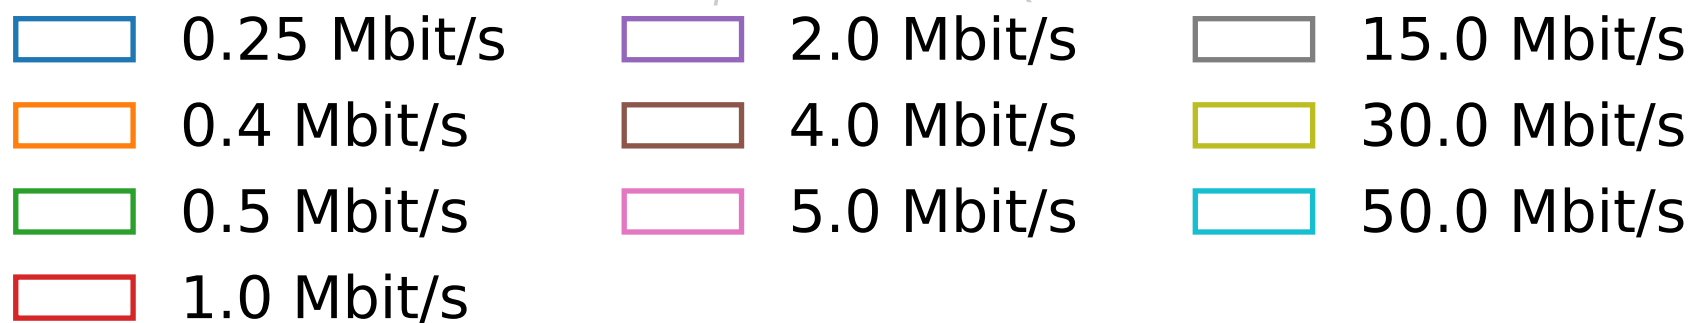 0.25 Mbit/s
0.4 Mbit/s
0.5 Mbit/s
1.0 Mbit/s
2.0 Mbit/s
4.0 Mbit/s
5.0 Mbit/s
15.0 Mbit/s
30.0 Mbit/s
50.0 Mbit/s